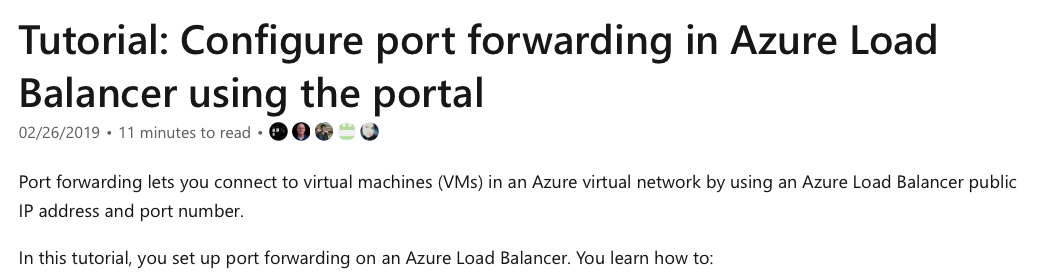 Tutorial: Configure port forwarding in Azure Load
Balancer using the portal
02/26/2019 • 11 minutes to read •
Port forwarding lets you connect to virtual machines (VMs) in an Azure virtual network by using an Azure Load Balancer public
IP address and port number.
In this tutorial, you set up port forwarding on an Azure Load Balancer. You learn how to: